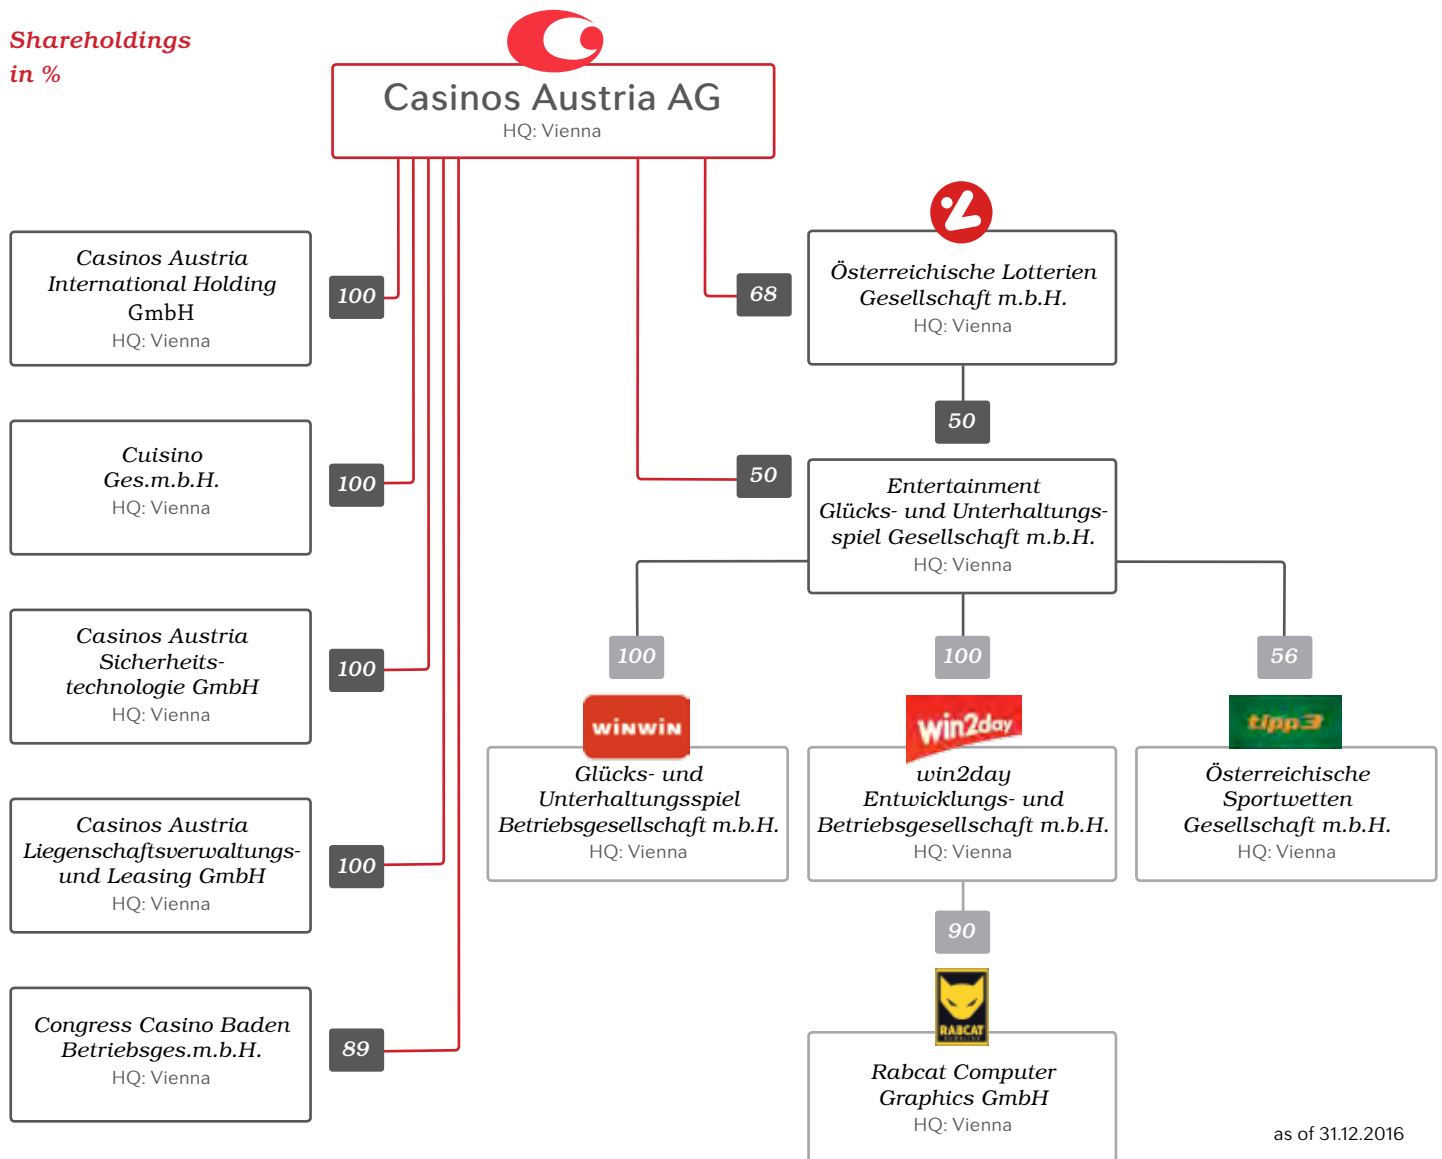 Shareholdings
in %
Casinos Austria AG
HQ: Vienna
Casinos Austria
International Holding
GmbH
HQ: Vienna
100
68
Österreichische Lotterien
Gesellschaft m.b.H.
HQ: Vienna
50
Cuisino
Ges.m.b.H.
HQ: Vienna
100
50
Entertainment
Glücks- und Unterhaltungs-
spiel Gesellschaft m.b.H.
HQ: Vienna
Casinos Austria
Sicherheits-
technologie GmbH
HQ: Vienna
100
100
100
56
winwin
win2day
tipp3
Glücks- und
Unterhaltungsspiel
Betriebsgesellschaft m.b.H.
HQ: Vienna
win2day
Entwicklungs- und
Betriebsgesellschaft m.b.H.
HQ: Vienna
Österreichische
Sportwetten
Gesellschaft m.b.H.
HQ: Vienna
Casinos Austria
Liegenschaftsverwaltungs-
und Leasing GmbH
HQ: Vienna
100
90
Congress Casino Baden
Betriebsges.m.b.H.
HQ: Vienna
89
RABCAT
Rabcat Computer
Graphics GmbH
HQ: Vienna
as of 31.12.2016